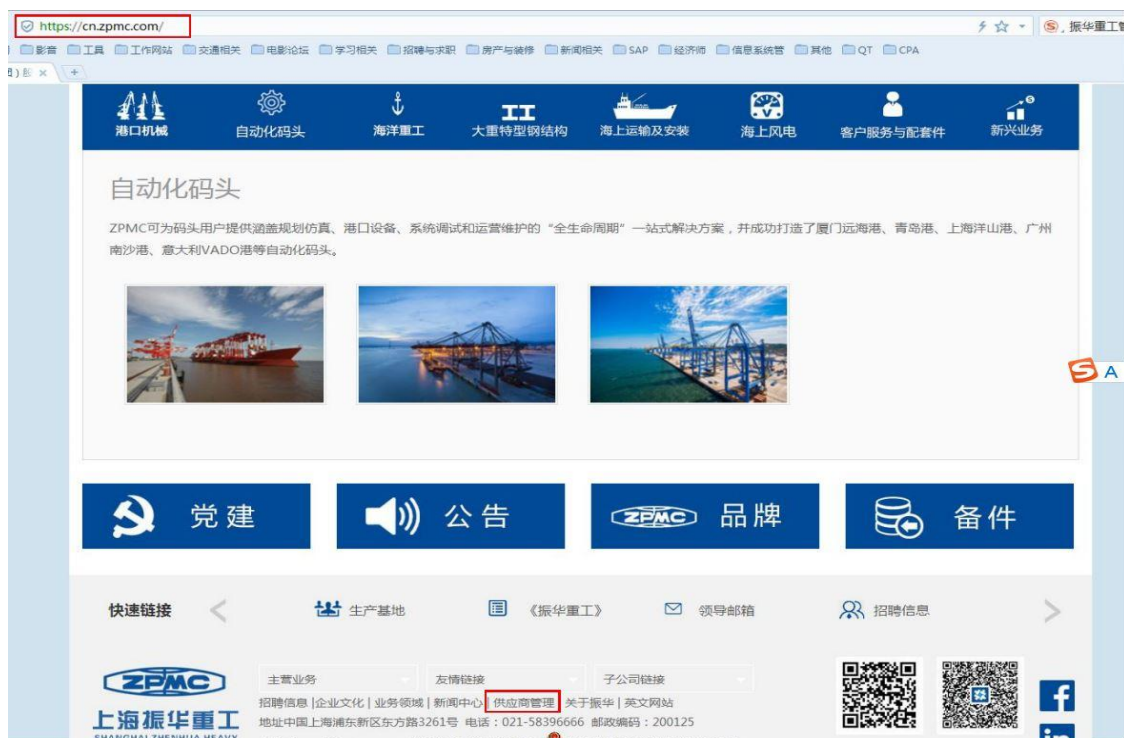 https://cn.zpmc.com/
振华重工
影音 工具 工作网站 交通相关 电影论坛 学习相关 招聘与求职 房产与装修 新闻相关 SAP 经济师 信息系统管 其他 QT CPA
港口机械 自动化码头 海洋重工 大重特型钢结构 海上运输及安装 海上风电 客户服务与配套件 新兴业务
自动化码头
ZPMC可为码头用户提供涵盖规划仿真、港口设备、系统调试和运营维护的“全生命周期”一站式解决方案，并成功打造了厦门远海港、青岛港、上海洋山港、广州
南沙港、意大利VADO港等自动化码头。
A
党建 公告 ZPMC 品牌 备件
快速链接 生产基地 《振华重工》 领导邮箱 招聘信息
ZPMC
主营业务 友情链接 子公司链接
招聘信息|企业文化|业务领域|新闻中心|供应商管理|关于振华|英文网站
上海振华重工
地址中国上海浦东新区东方路3261号 电话：021-58396666 邮政编码：200125
SHANGHAI ZHENHUA HEAVY
f
in